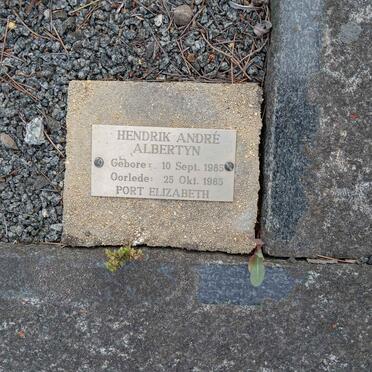 HENDRIK ANDRÉ
ALBERTYN
Gebore: 10 Sept. 1985
Oorlede: 25 Okt. 1985
PORT ELIZABETH